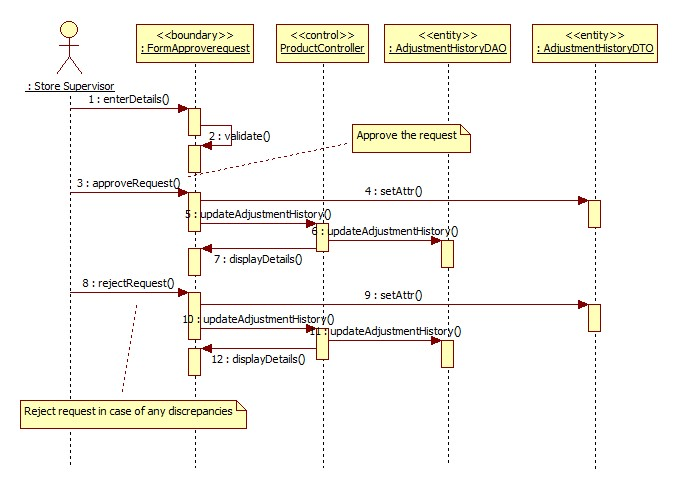 <<boundary>>
: FormApproverequest
<<control>>
ProductController
<<entity>>
: AdjustmentHistoryDAO
<<entity>>
: AdjustmentHistoryDTO
: Store Supervisor
1 : enterDetails()
2 : validate()
Approve the request
3 : approveRequest()
4 : setAttr()
5 : updateAdjustmentHistory()
6 : updateAdjustmentHistory()
7 : displayDetails()
8 : rejectRequest()
9 : setAttr()
10 : updateAdjustmentHistory()
11 : updateAdjustmentHistory()
12 : displayDetails()
Reject request in case of any discrepancies